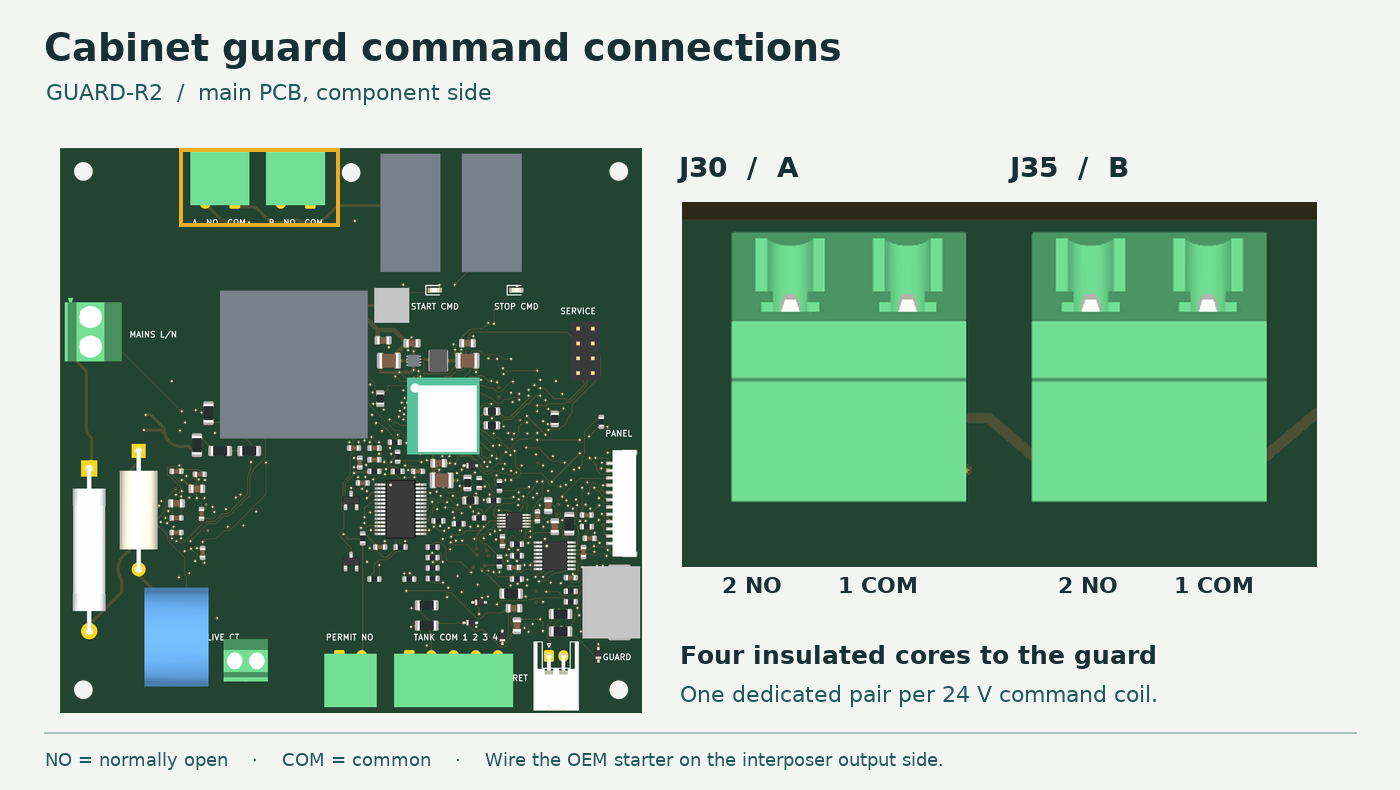 Cabinet guard command connections
GUARD-R2 / main PCB, component side
J30 / A
J35 / B
A NO COM
B NO COM
START CMD
STOP CMD
SERVICE
MAINS L/N
PANEL
LIVE CT
PERMIT NO
TANK COM 1 2 3 4
GUARD
RET
2 NO
1 COM
2 NO
1 COM
Four insulated cores to the guard
One dedicated pair per 24 V command coil.
NO = normally open · COM = common · Wire the OEM starter on the interposer output side.